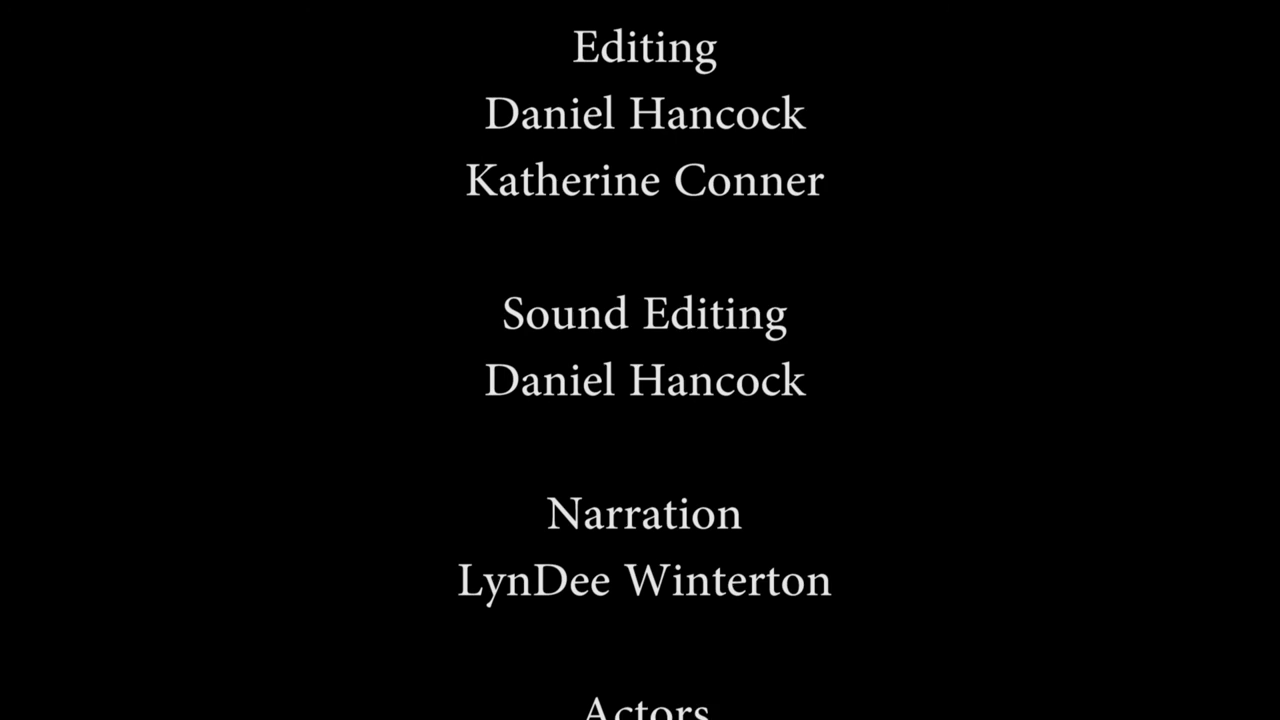 Editing
Daniel Hancock
Katherine Conner
Sound Editing
Daniel Hancock
Narration
LynDee Winterton
Actors